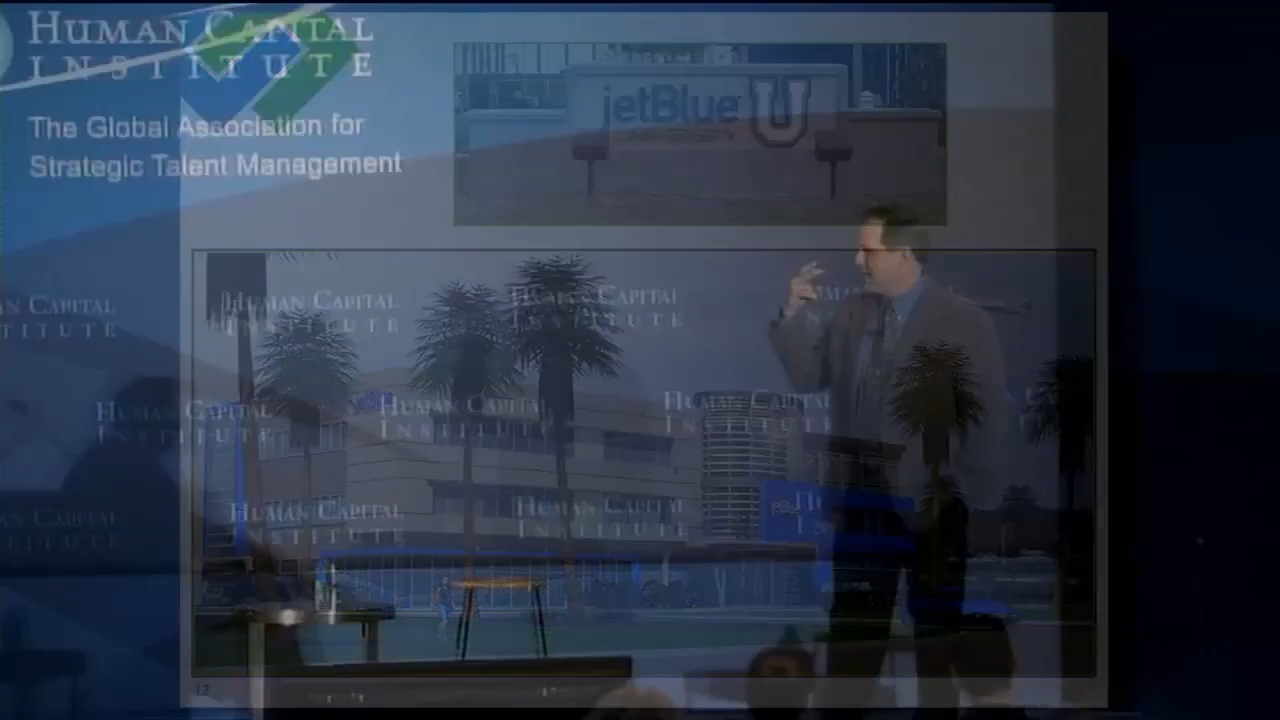 HUMAN CAPITAL
INSTITUTE
The Global Association for
Strategic Talent Management
jetBlue U
HUMAN CAPITAL
INSTITUTE
HUMAN CAPITAL
INSTITUTE
HUMAN CAPITAL
INSTITUTE
HUMAN CAPITAL
INSTITUTE
HUMAN CAPITAL
INSTITUTE
HUMAN CAPITAL
INSTITUTE
HUMAN CAPITAL
INSTITUTE
12